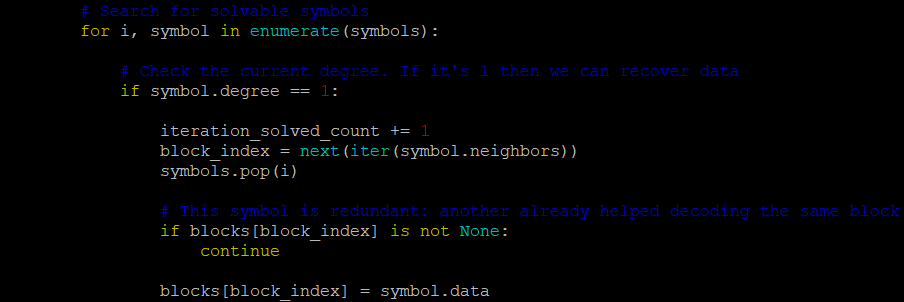 # Search for solvable symbols
for i, symbol in enumerate(symbols):
# Check the current degree. If it's 1 then we can recover data
if symbol.degree == 1:
iteration_solved_count += 1
block_index = next(iter(symbol.neighbors))
symbols.pop(i)
# This symbol is redundant: another already helped decoding the same block
if blocks[block_index] is not None:
continue
blocks[block_index] = symbol.data